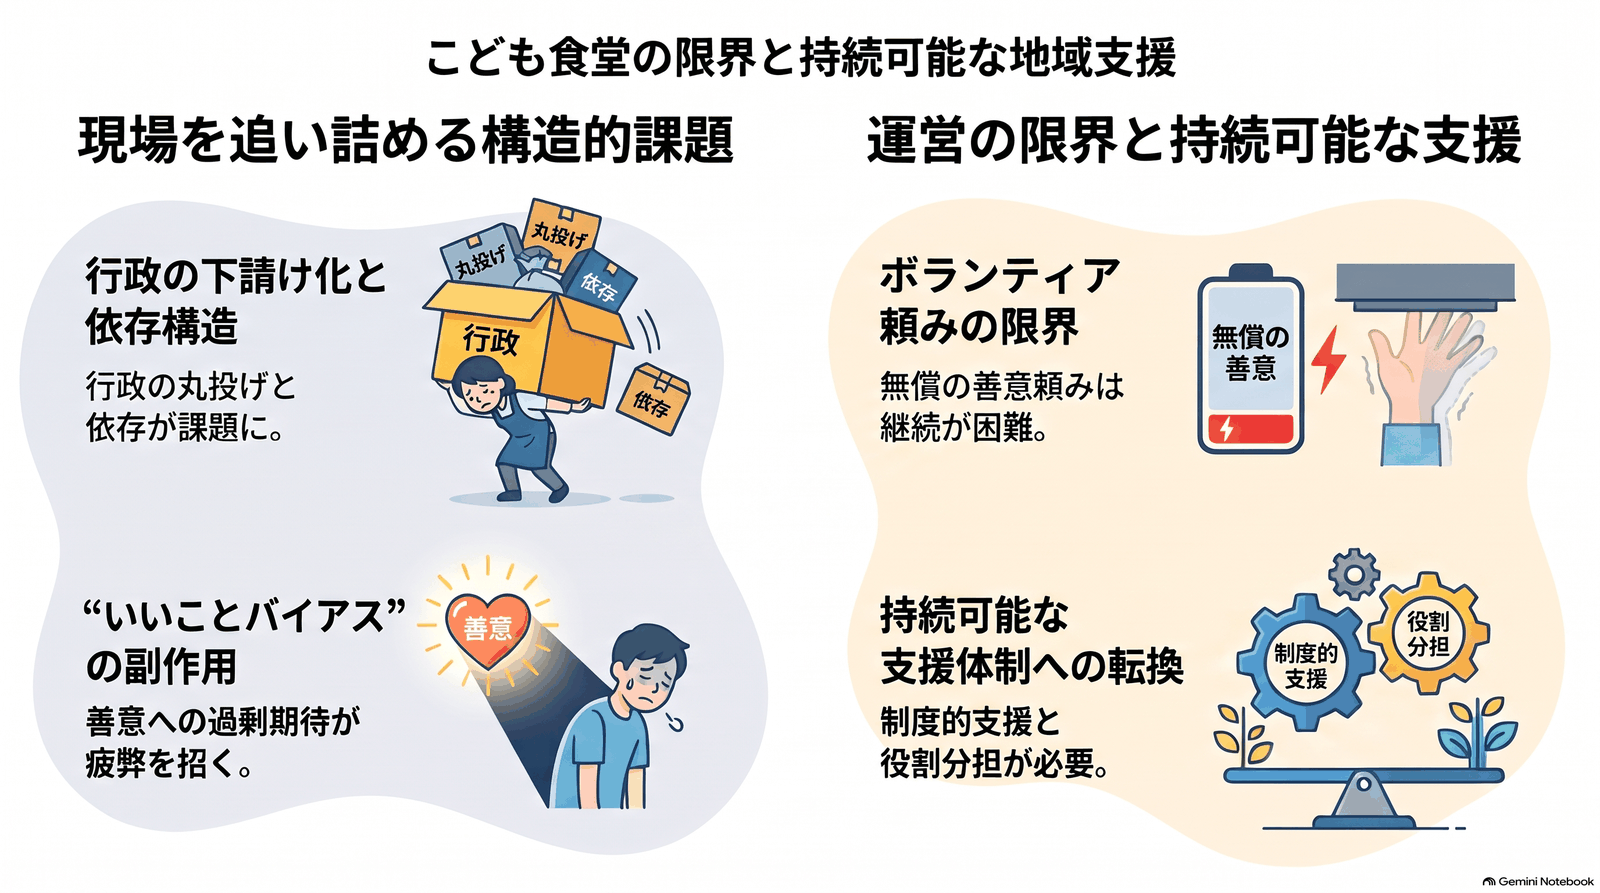 こども食堂の限界と持続可能な地域支援
現場を追い詰める構造的課題
行政の下請け化と
依存構造
行政の丸投げと
依存が課題に。
丸投げ
丸投げ
依存
行政
依存
“いいことバイアス”
の副作用
善意への過剰期待が
疲弊を招く。
善意
運営の限界と持続可能な支援
ボランティア
頼みの限界
無償の善意頼みは
継続が困難。
無償の
善意
持続可能な
支援体制への転換
制度的支援と
役割分担が必要。
制度的
支援
役割
分担
Gemini Notebook